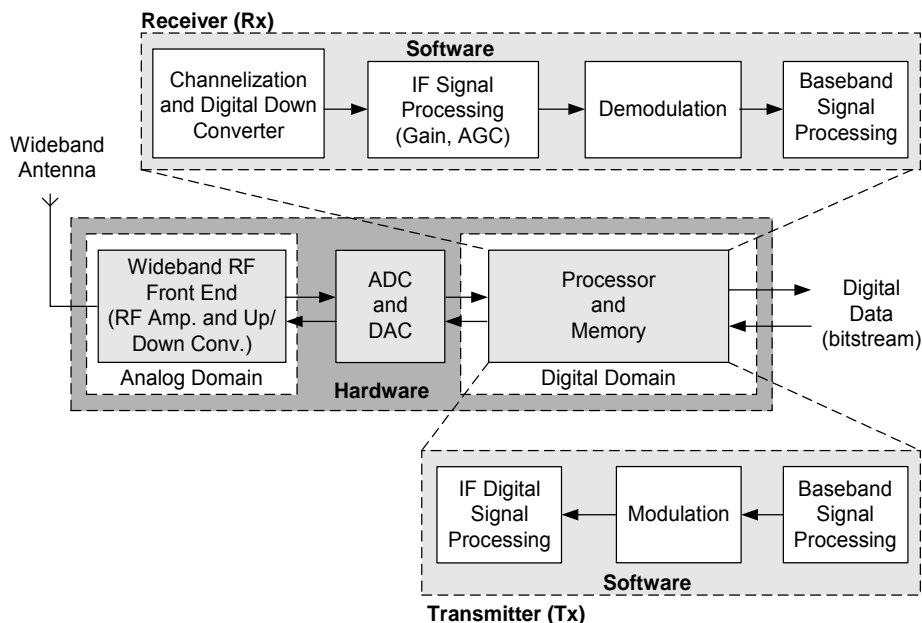 Receiver (Rx)
Software
Channelization
and Digital Down
Converter
IF Signal
Processing
(Gain, AGC)
Demodulation
Baseband
Signal
Processing
Wideband
Antenna
Wideband RF
Front End
(RF Amp. and Up/
Down Conv.)
Analog Domain
ADC
and
DAC
Hardware
Processor
and
Memory
Digital Domain
Digital
Data
(bitstream)
IF Digital
Signal
Processing
Modulation
Baseband
Signal
Processing
Software
Transmitter (Tx)